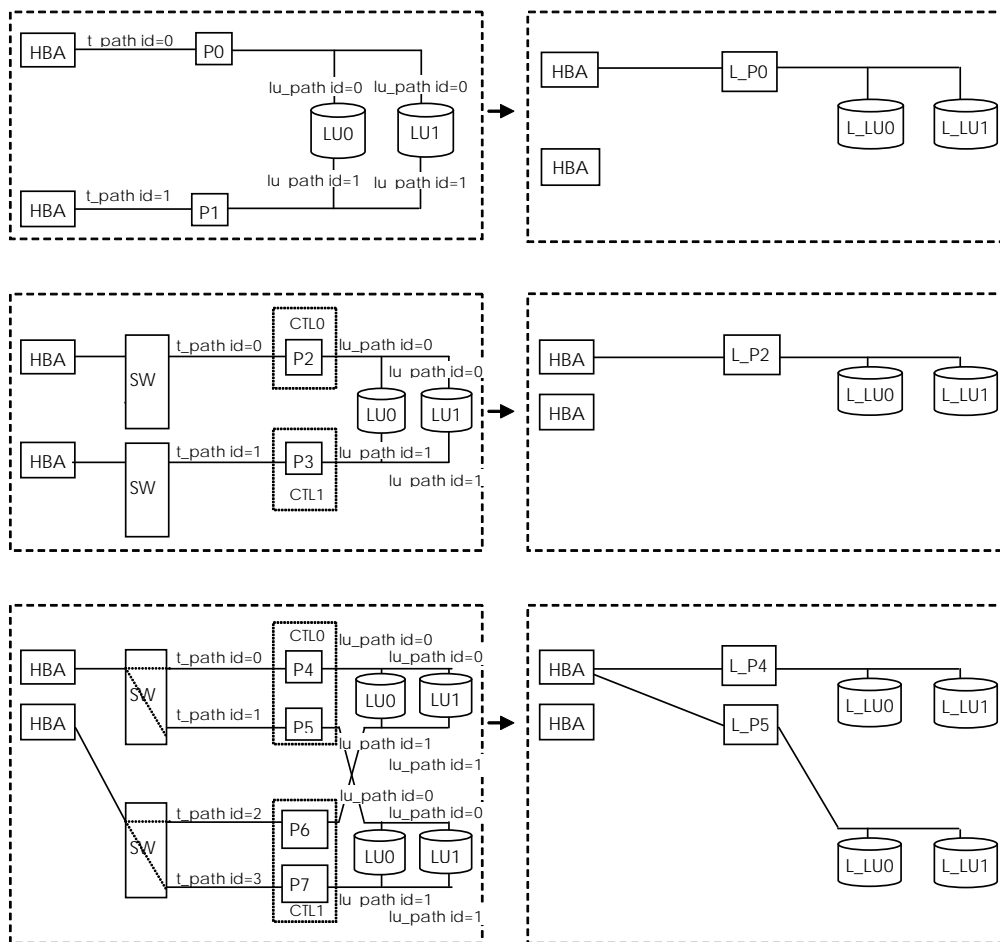 HBA
t_path id=0
P0
lu_path id=0 lu_path id=0
LU0
LU1
lu_path id=1 lu_path id=1
HBA
t_path id=1
P1
HBA
L_P0
L_LU0
L_LU1
HBA
HBA
SW
t_path id=0
CTL0
P2
lu_path id=0
lu_path id=0
LU0
LU1
HBA
SW
t_path id=1
P3
CTL1
lu_path id=1
lu_path id=1
HBA
L_P2
L_LU0
L_LU1
HBA
HBA
HBA
SW
t_path id=0
t_path id=1
CTL0
P4
P5
lu_path id=0
lu_path id=0
LU0
LU1
lu_path id=1
lu_path id=1
SW
t_path id=2
t_path id=3
P6
P7
CTL1
lu_path id=0
lu_path id=0
LU0
LU1
lu_path id=1
lu_path id=1
HBA
L_P4
L_LU0
L_LU1
HBA
L_P5
L_LU0
L_LU1